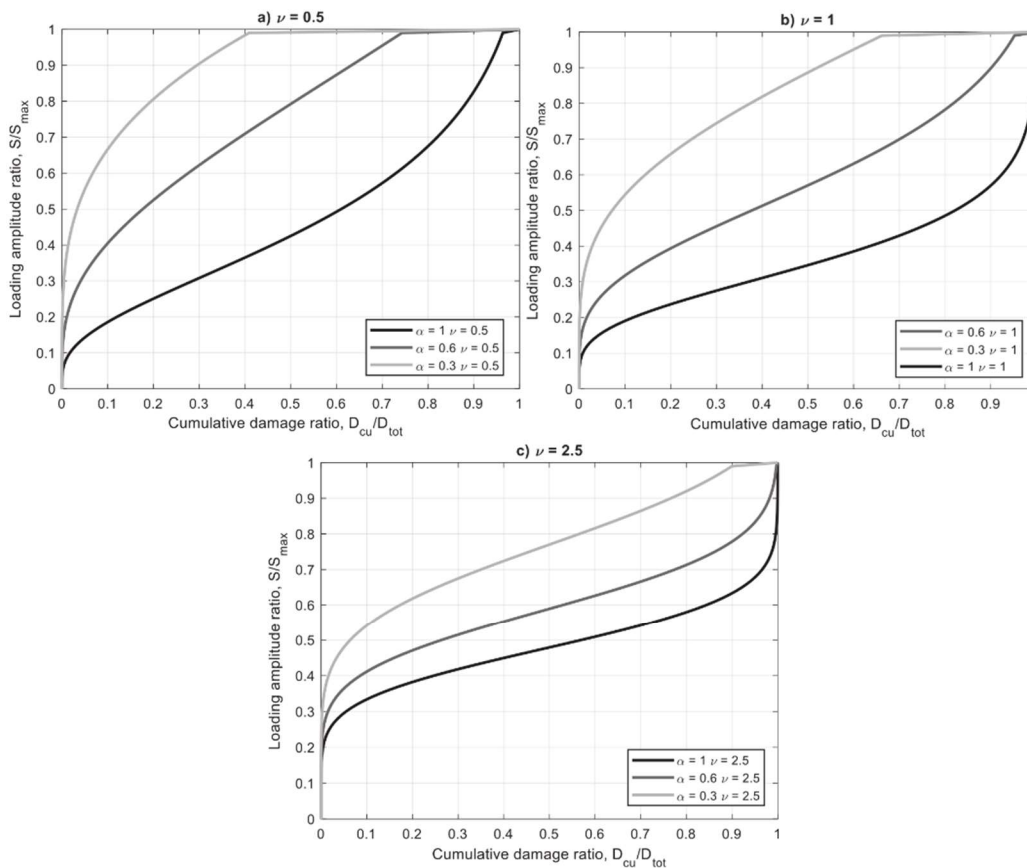 a) ν = 0.5
Loading amplitude ratio, S/S_max
1
0.9
0.8
0.7
0.6
0.5
0.4
0.3
0.2
0.1
0
α = 1 ν = 0.5
α = 0.6 ν = 0.5
α = 0.3 ν = 0.5
0 0.1 0.2 0.3 0.4 0.5 0.6 0.7 0.8 0.9 1
Cumulative damage ratio, D_cu/D_tot
b) ν = 1
Loading amplitude ratio, S/S_max
1
0.9
0.8
0.7
0.6
0.5
0.4
0.3
0.2
0.1
0
α = 0.6 ν = 1
α = 0.3 ν = 1
α = 1 ν = 1
0 0.1 0.2 0.3 0.4 0.5 0.6 0.7 0.8 0.9
Cumulative damage ratio, D_cu/D_tot
c) ν = 2.5
Loading amplitude ratio, S/S_max
1
0.9
0.8
0.7
0.6
0.5
0.4
0.3
0.2
0.1
0
α = 1 ν = 2.5
α = 0.6 ν = 2.5
α = 0.3 ν = 2.5
0 0.1 0.2 0.3 0.4 0.5 0.6 0.7 0.8 0.9 1
Cumulative damage ratio, D_cu/D_tot